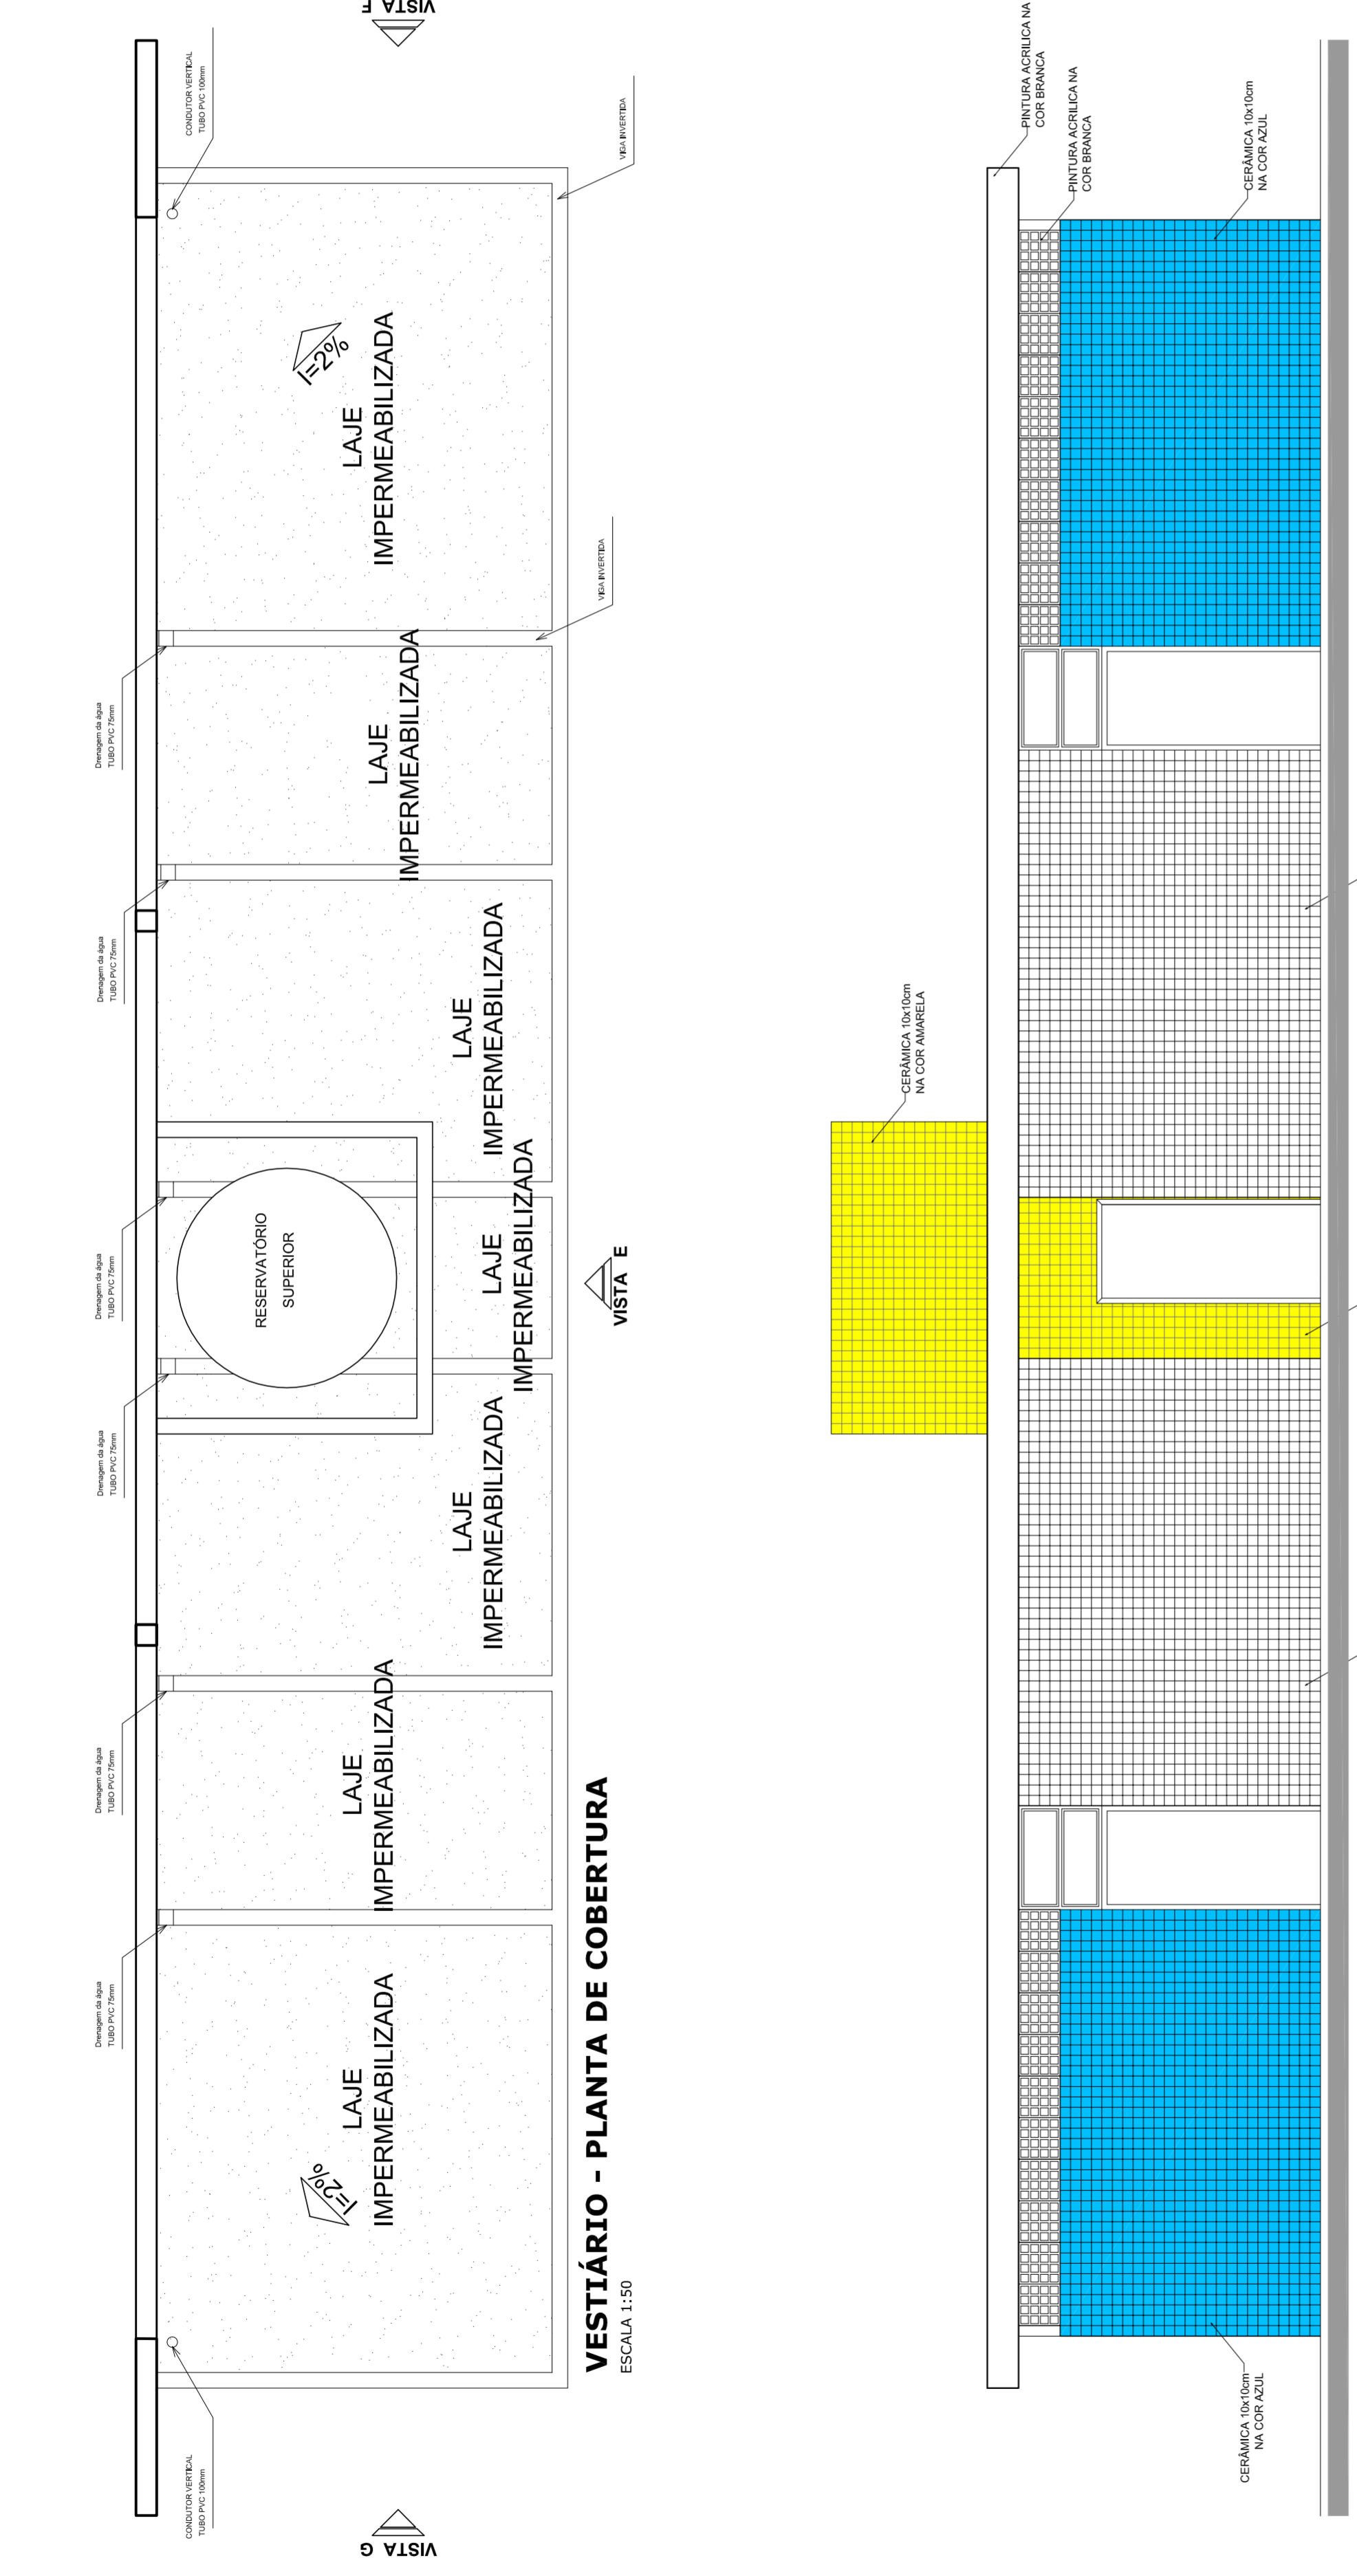 CONDUTOR VERTICAL
TUBO PVC 100mm
Drenagem da água
TUBO PVC 75mm
Drenagem da água
TUBO PVC 75mm
Drenagem da água
TUBO PVC 75mm
Drenagem da água
TUBO PVC 75mm
Drenagem da água
TUBO PVC 75mm
Drenagem da água
TUBO PVC 75mm
CONDUTOR VERTICAL
TUBO PVC 100mm
VISTA G
I=2%
LAJE
IMPERMEABILIZADA
LAJE
IMPERMEABILIZADA
LAJE
IMPERMEABILIZADA
RESERVATÓRIO
SUPERIOR
LAJE
IMPERMEABILIZADA
LAJE
IMPERMEABILIZADA
LAJE
IMPERMEABILIZADA
I=2%
LAJE
IMPERMEABILIZADA
VISTA F
VIGA INVERTIDA
VIGA INVERTIDA
VISTA E
VESTIÁRIO - PLANTA DE COBERTURA
ESCALA 1:50
CERÂMICA 10x10cm
NA COR AMARELA
PINTURA ACRILICA NA
COR BRANCA
PINTURA ACRILICA NA
COR BRANCA
CERÂMICA 10x10cm
NA COR AZUL
CERÂMICA 10x10cm
NA COR AZUL